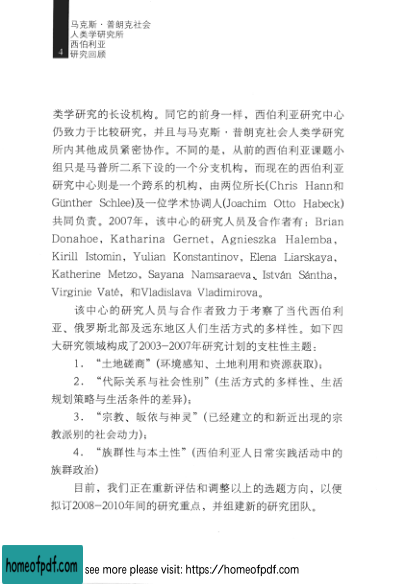 马克斯·普朗克社会
人类学研究所
西伯利亚
研究回顾
4
类学研究的长设机构。同它的前身一样，西伯利亚研究中心
仍致力于比较研究，并且与马克斯·普朗克社会人类学研究
所内其他成员紧密协作。不同的是，从前的西伯利亚课题小
组只是马普所二系下设的一个分支机构，而现在的西伯利亚
研究中心则是一个跨系的机构，由两位所长(Chris Hann和
Günther Schlee)及一位学术协调人(Joachim Otto Habeck)
共同负责。2007年，该中心的研究人员及合作者有：Brian
Donahoe，Katharina Gernet，Agnieszka Halemba，
Kirill Istomin，Yulian Konstantinov，Elena Liarskaya，
Katherine Metzo，Sayana Namsaraeva、István Sántha，
Virginie Vaté，和Vladislava Vladimirova。
该中心的研究人员与合作者致力于考察了当代西伯利
亚、俄罗斯北部及远东地区人们生活方式的多样性。如下四
大研究领域构成了2003-2007年研究计划的支柱性主题：
1．“土地磋商”(环境感知、土地利用和资源获取)；
2．“代际关系与社会性别”(生活方式的多样性、生活
规划策略与生活条件的差异)；
3．“宗教、皈依与神灵”(已经建立的和新近出现的宗
教派别的社会动力)；
4．“族群性与本土性”(西伯利亚人日常实践活动中的
族群政治)
目前，我们正在重新评估和调整以上的选题方向，以便
拟订2008-2010年间的研究重点，并组建新的研究团队。
homeofpdf.com
see more please visit: https://homeofpdf.com